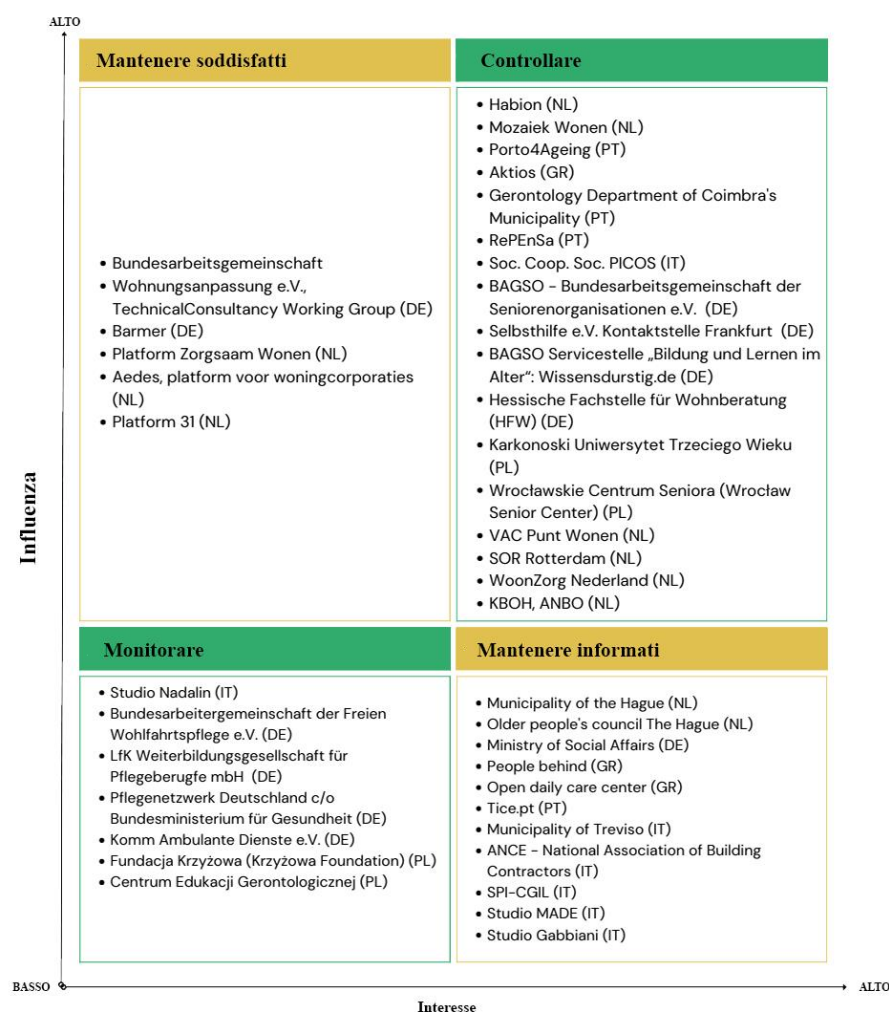 ALTO
Mantenere soddisfatti
• Bundesarbeitsgemeinschaft
• Wohnungsanpassung e.V.,
TechnicalConsultancy Working Group (DE)
• Barmer (DE)
• Platform Zorgsaam Wonen (NL)
• Aedes, platform voor woningcorporaties
(NL)
• Platform 31 (NL)
Controllare
• Habion (NL)
• Mozaiek Wonen (NL)
• Porto4Ageing (PT)
• Aktios (GR)
• Gerontology Department of Coimbra's
Municipality (PT)
• RePEnSa (PT)
• Soc. Coop. Soc. PICOS (IT)
• BAGSO - Bundesarbeitsgemeinschaft der
Seniorenorganisationen e.V. (DE)
• Selbsthilfe e.V. Kontaktstelle Frankfurt (DE)
• BAGSO Servicestelle „Bildung und Lernen im
Alter“: Wissensdurstig.de (DE)
• Hessische Fachstelle für Wohnberatung
(HFW) (DE)
• Karkonoski Uniwersytet Trzeciego Wieku
(PL)
• Wrocławskie Centrum Seniora (Wrocław
Senior Center) (PL)
• VAC Punt Wonen (NL)
• SOR Rotterdam (NL)
• WoonZorg Nederland (NL)
• KBOH, ANBO (NL)
Influenza
Monitorare
• Studio Nadalin (IT)
• Bundesarbeitergemeinschaft der Freien
Wohlfahrtspflege e.V. (DE)
• LfK Weiterbildungsgesellschaft für
Pflegeberugfe mbH (DE)
• Pflegenetzwerk Deutschland c/o
Bundesministerium für Gesundheit (DE)
• Komm Ambulante Dienste e.V. (DE)
• Fundacja Krzyżowa (Krzyżowa Foundation) (PL)
• Centrum Edukacji Gerontologicznej (PL)
Mantenere informati
• Municipality of the Hague (NL)
• Older people's council The Hague (NL)
• Ministry of Social Affairs (DE)
• People behind (GR)
• Open daily care center (GR)
• Tice.pt (PT)
• Municipality of Treviso (IT)
• ANCE - National Association of Building
Contractors (IT)
• SPI-CGIL (IT)
• Studio MADE (IT)
• Studio Gabbiani (IT)
BASSO
ALTO
Interesse